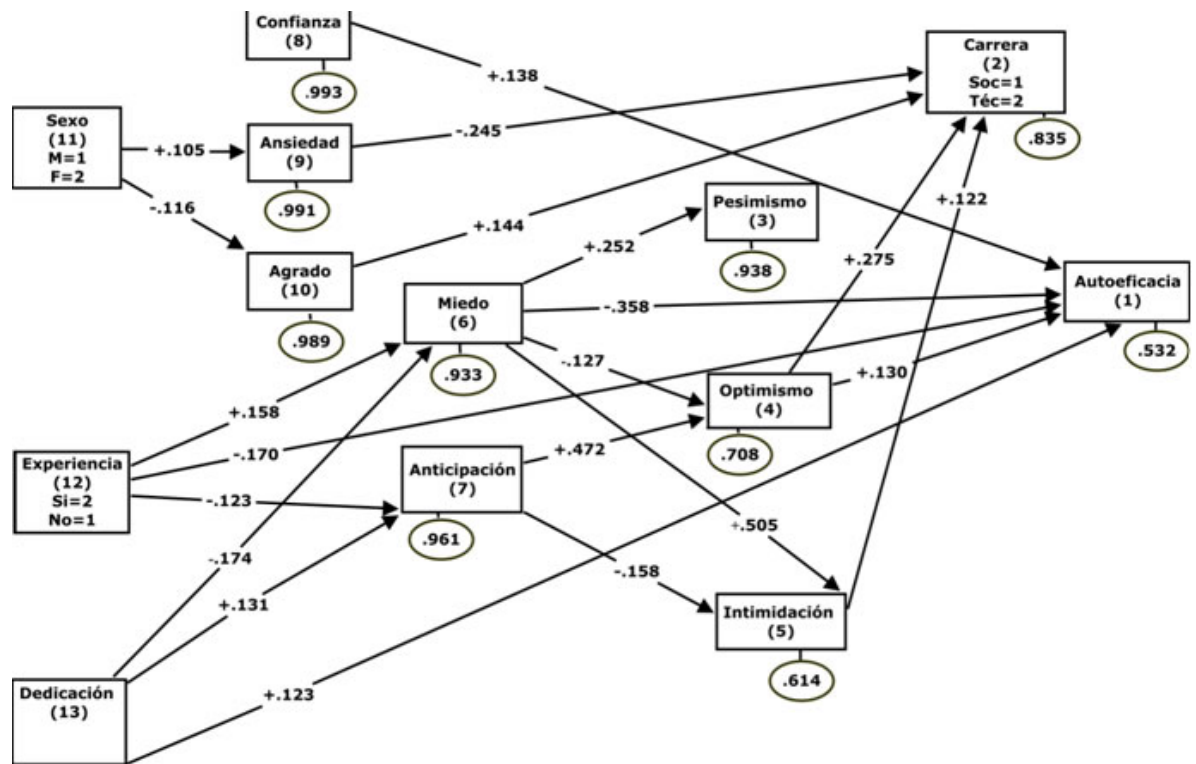 Confianza
(8)
.993
+.138
Carrera
(2)
Soc=1
Téc=2
.835
Sexo
(11)
M=1
F=2
+.105
-.116
Ansiedad
(9)
.991
-.245
+.144
Pesimismo
(3)
.938
+.122
+.275
Agrado
(10)
.989
+.252
Miedo
(6)
.933
-.358
-.127
Autoeficacia
(1)
.532
+.130
Optimismo
(4)
.708
+.158
-.170
-.123
Experiencia
(12)
Si=2
No=1
Anticipación
(7)
.961
+.472
+.505
-.158
-.174
+.131
Intimidación
(5)
.614
Dedicación
(13)
+.123